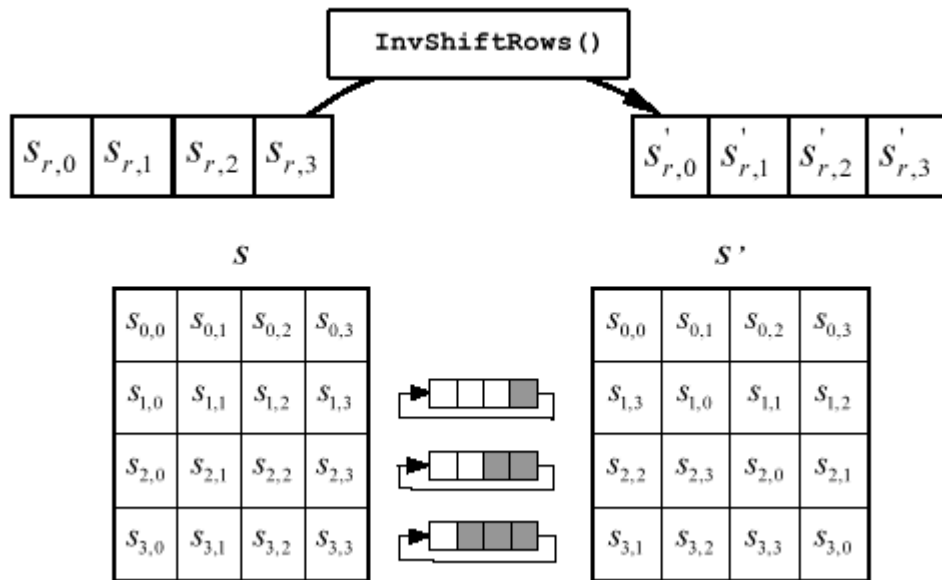 InvShiftRows()
S_{r,0} S_{r,1} S_{r,2} S_{r,3} S'_{r,0} S'_{r,1} S'_{r,2} S'_{r,3}
S S'
S_{0,0} S_{0,1} S_{0,2} S_{0,3} S_{0,0} S_{0,1} S_{0,2} S_{0,3}
S_{1,0} S_{1,1} S_{1,2} S_{1,3} S_{1,3} S_{1,0} S_{1,1} S_{1,2}
S_{2,0} S_{2,1} S_{2,2} S_{2,3} S_{2,2} S_{2,3} S_{2,0} S_{2,1}
S_{3,0} S_{3,1} S_{3,2} S_{3,3} S_{3,1} S_{3,2} S_{3,3} S_{3,0}